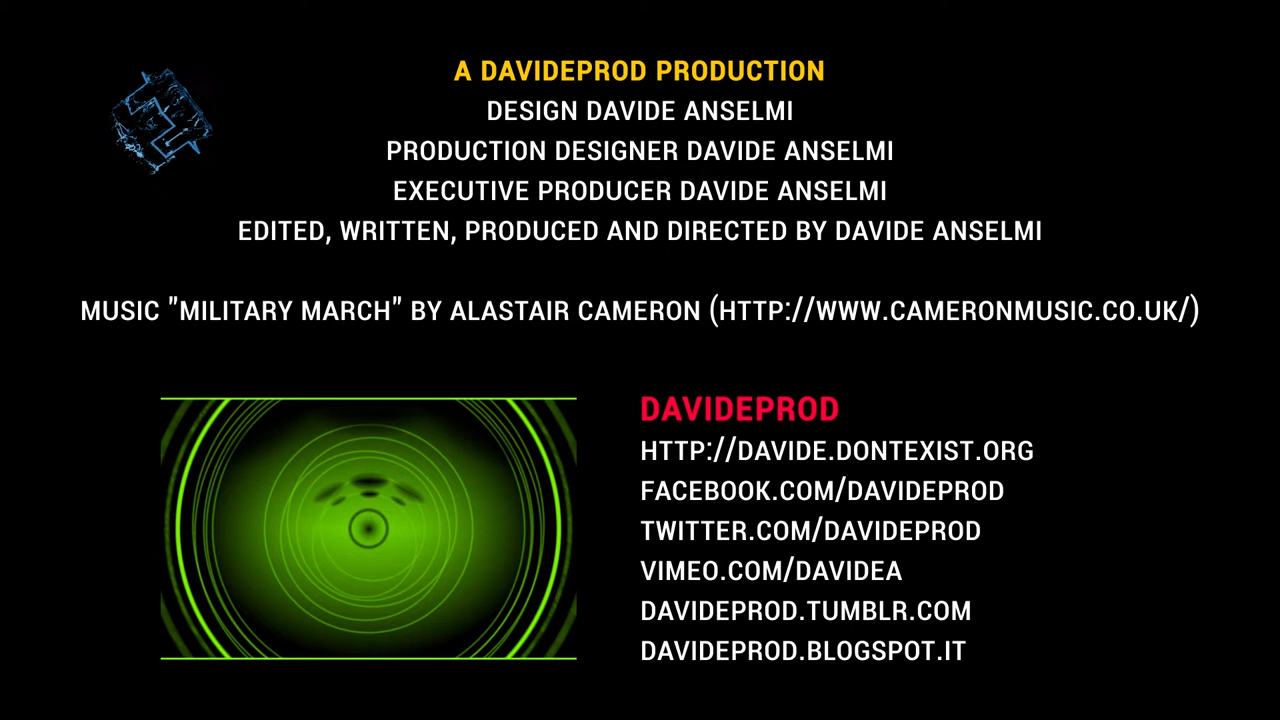 A DAVIDEPROD PRODUCTION
DESIGN DAVIDE ANSELMI
PRODUCTION DESIGNER DAVIDE ANSELMI
EXECUTIVE PRODUCER DAVIDE ANSELMI
EDITED, WRITTEN, PRODUCED AND DIRECTED BY DAVIDE ANSELMI
MUSIC "MILITARY MARCH" BY ALASTAIR CAMERON (HTTP://WWW.CAMERONMUSIC.CO.UK/)
DAVIDEPROD
HTTP://DAVIDE.DONTEXIST.ORG
FACEBOOK.COM/DAVIDEPROD
TWITTER.COM/DAVIDEPROD
VIMEO.COM/DAVIDEA
DAVIDEPROD.TUMBLR.COM
DAVIDEPROD.BLOGSPOT.IT